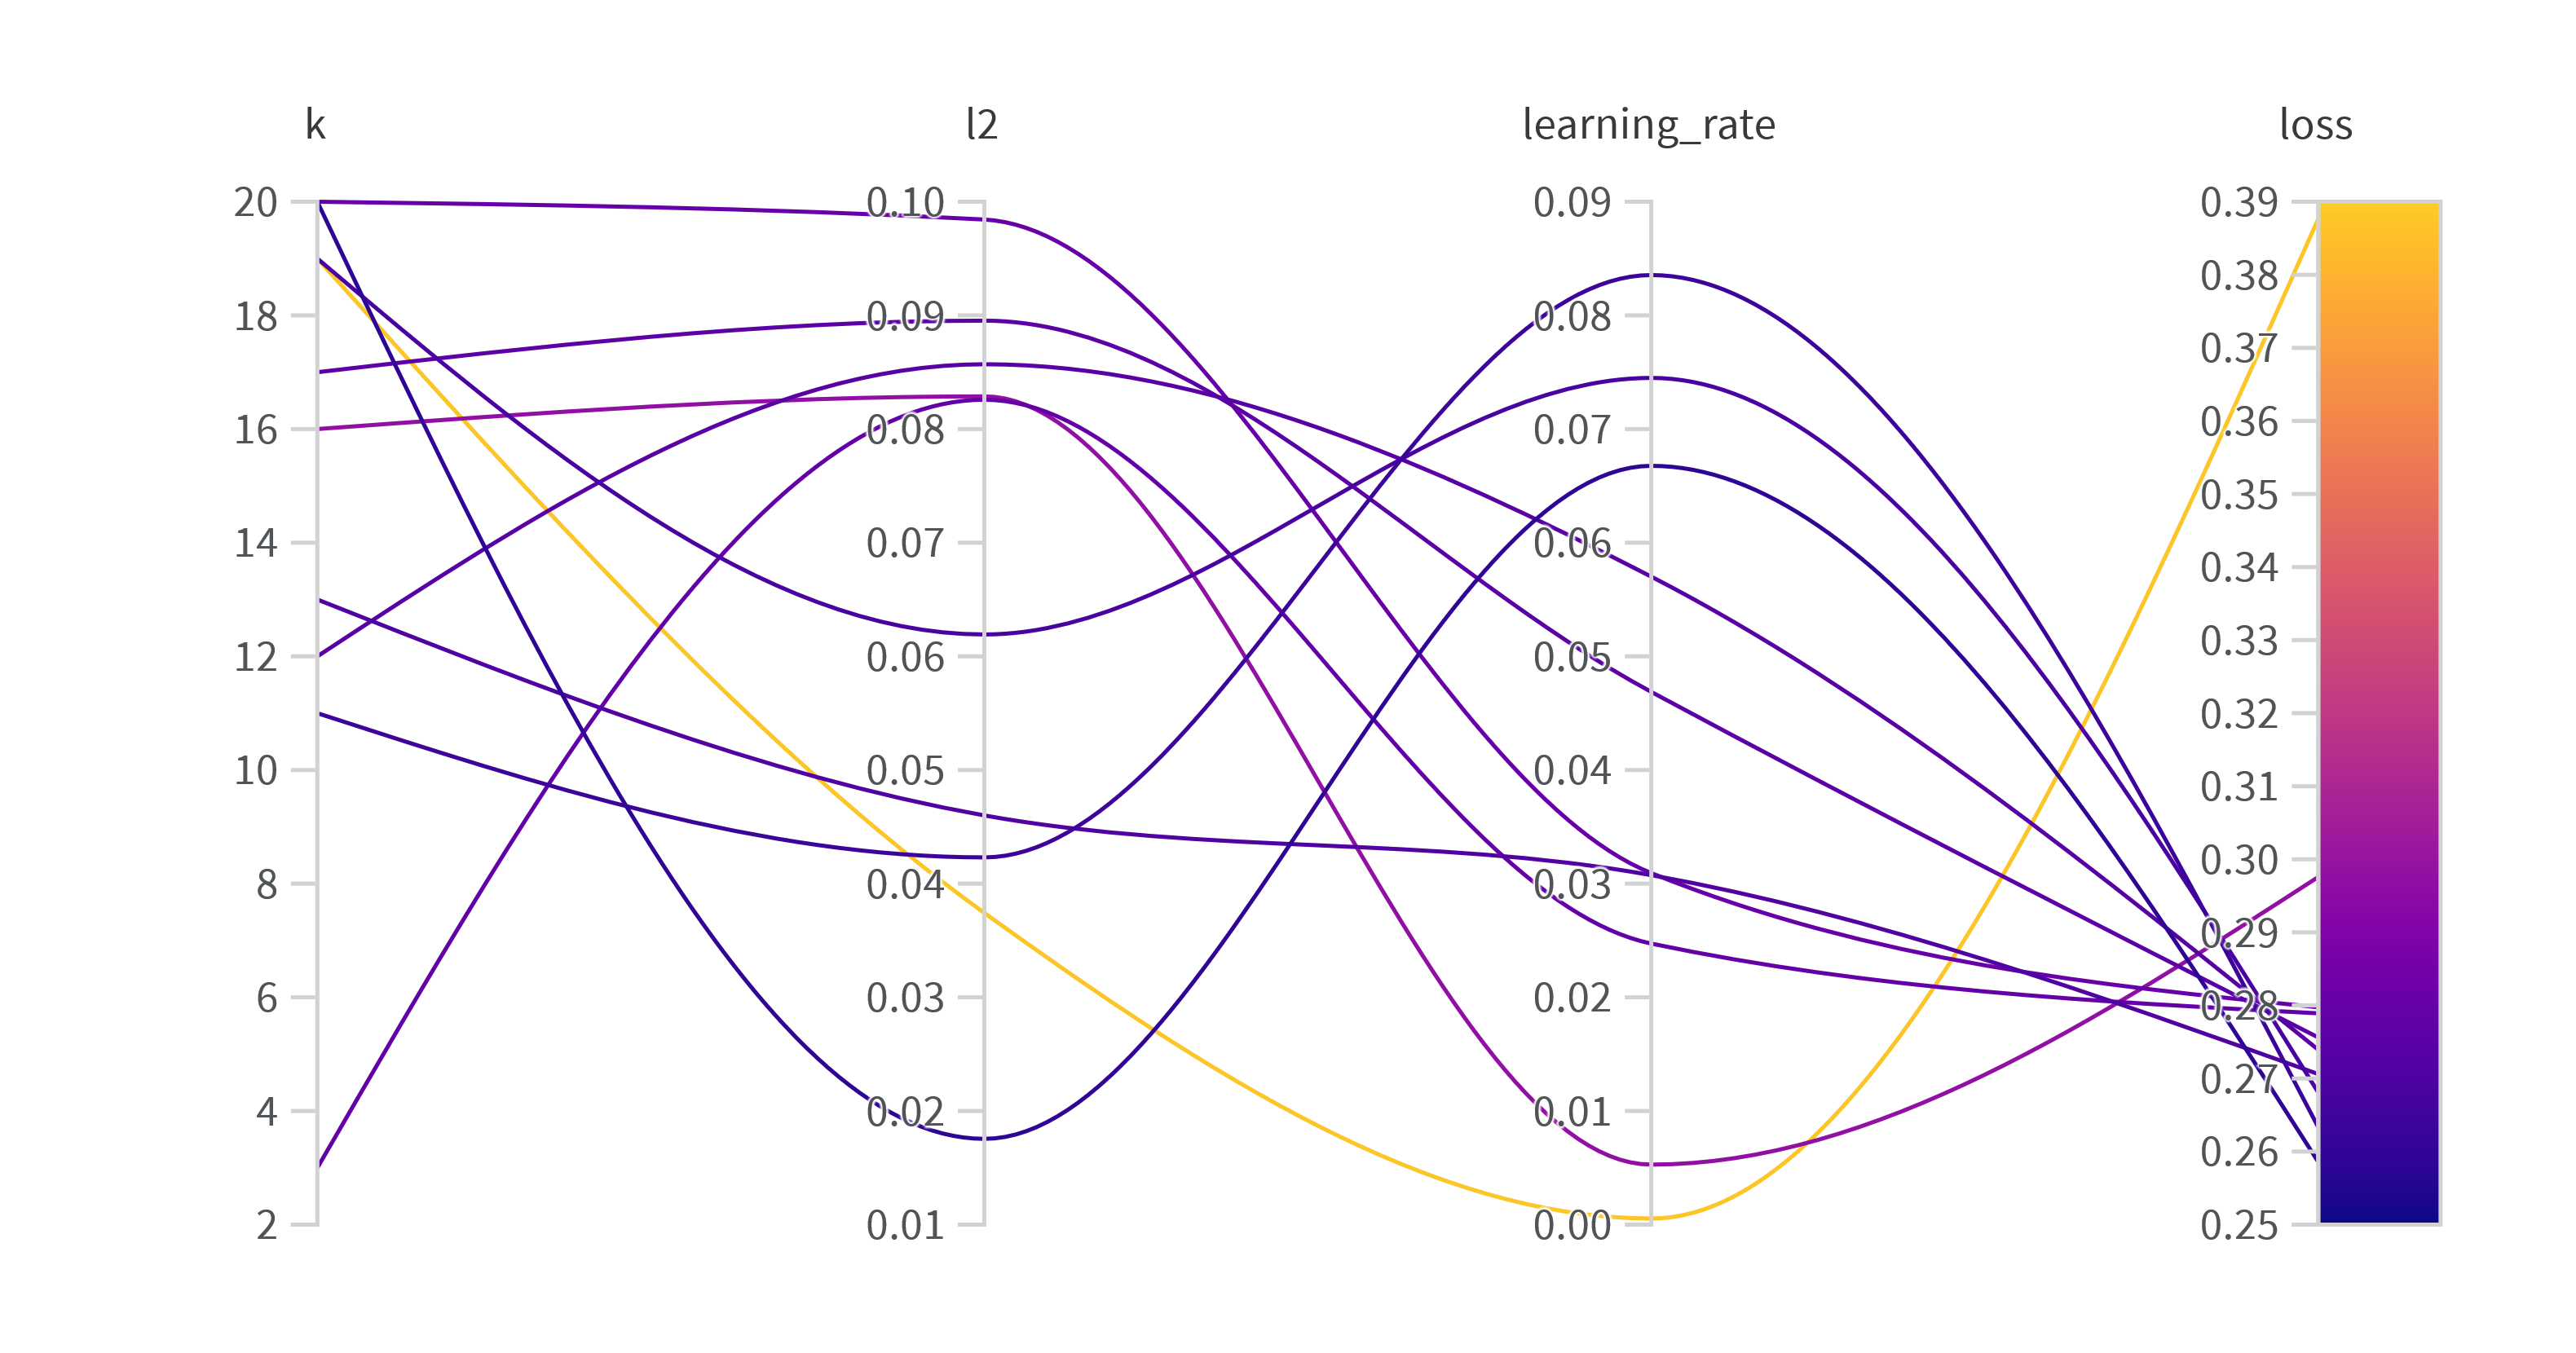 k l2 learning_rate loss
20 0.10 0.09 0.39
0.38
18 0.09 0.08 0.37
16 0.08 0.07 0.36
0.35
14 0.07 0.06 0.34
12 0.06 0.05 0.33
0.32
10 0.05 0.04 0.31
8 0.04 0.03 0.30
0.29
6 0.03 0.02 0.28
0.27
4 0.02 0.01 0.26
2 0.01 0.00 0.25